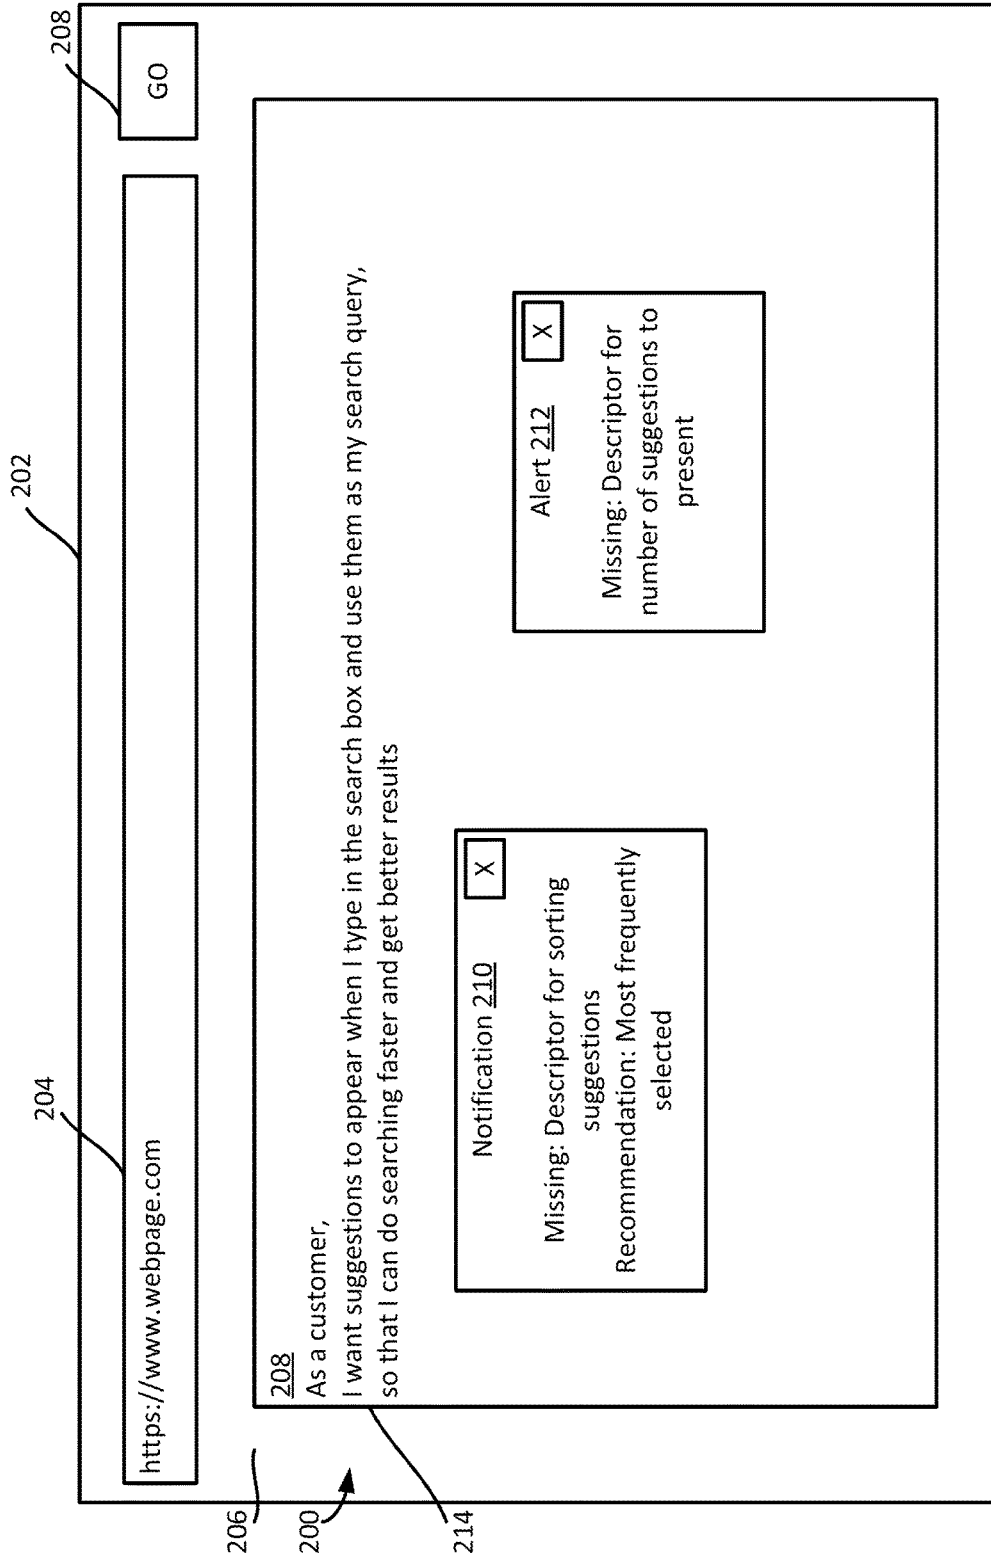 202
204
208
https://www.webpage.com
GO
206
200
214
208
As a customer,
I want suggestions to appear when I type in the search box and use them as my search query,
so that I can do searching faster and get better results
Notification 210
X
Missing: Descriptor for sorting
suggestions
Recommendation: Most frequently
selected
Alert 212
X
Missing: Descriptor for
number of suggestions to
present